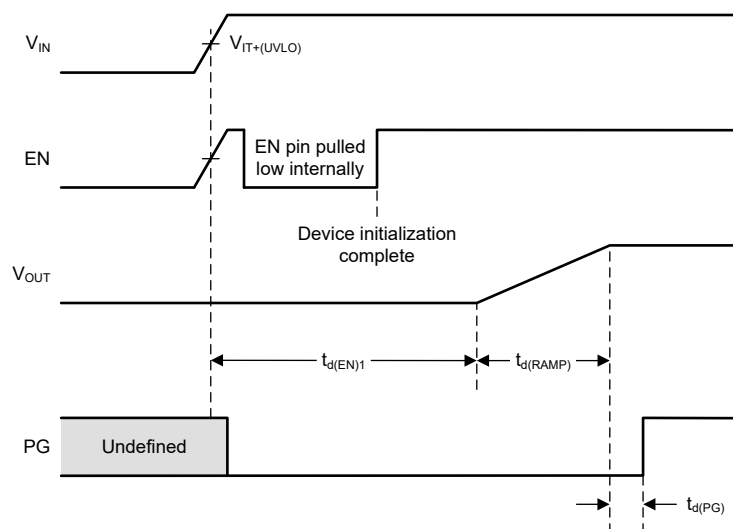 VIN
VIT+(UVLO)
EN
EN pin pulled
low internally
Device initialization
complete
VOUT
td(EN)1
td(RAMP)
PG
Undefined
td(PG)